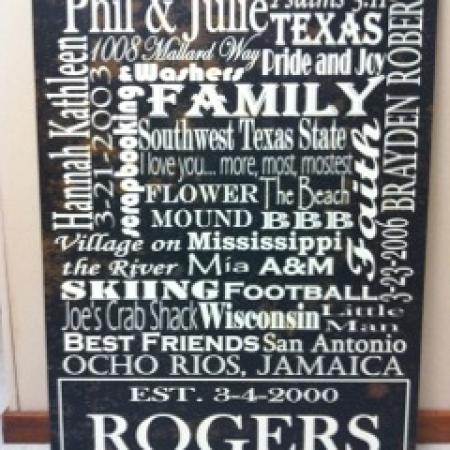 Phil & Julie
Psalms 3:11
TEXAS
1008 Mallard Way
Pride and Joy
& Washers
Hannah Kathleen
3-21-2003
scrapbooking
FAMILY
Southwest Texas State
I love you... more, most, mostest
FLOWER The Beach
MOUND BBB
Faith
BRAYDEN ROBER
3-23-2006
Village on Mississippi
the River Mia A&M
SKIING FOOTBALL
Joe's Crab Shack Wisconsin Little Man
BEST FRIENDS San Antonio
OCHO RIOS, JAMAICA
EST. 3-4-2000
ROGERS